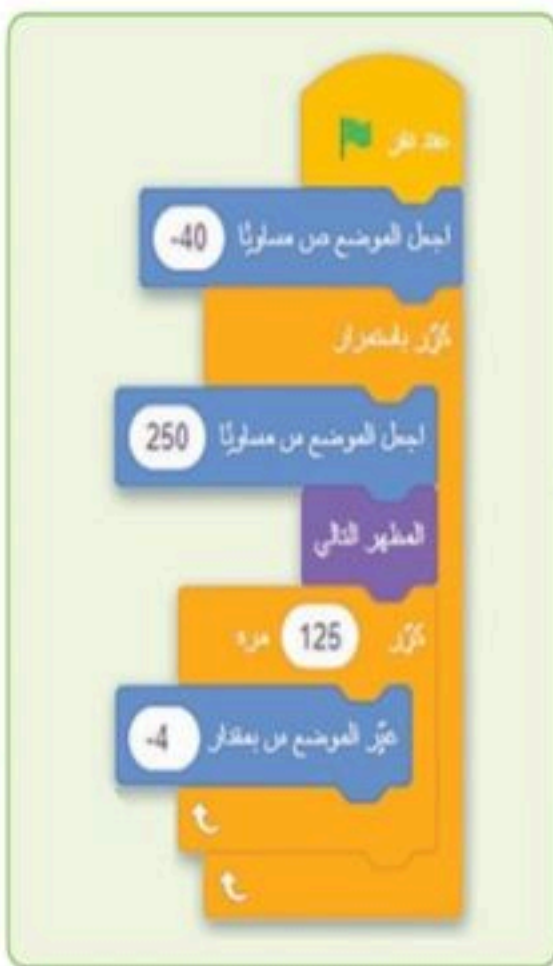 عند نقر
اجعل الموضع ص مساويًا -40
كرّر باستمرار
اجعل الموضع س مساويًا 250
المظهر التالي
كرّر 125 مرة
غيّر الموضع س بمقدار -4